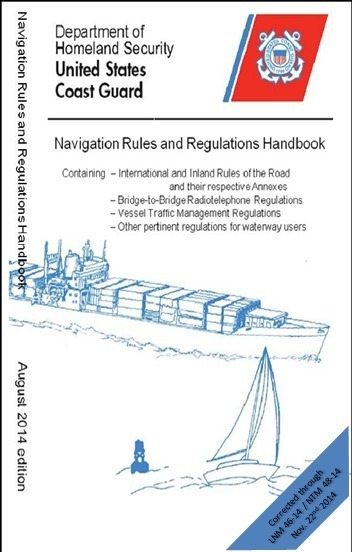 Navigation Rules and Regulations Handbook August 2014 edition
Department of
Homeland Security
United States
Coast Guard
Navigation Rules and Regulations Handbook
Containing – International and Inland Rules of the Road
and their respective Annexes
– Bridge-to-Bridge Radiotelephone Regulations
– Vessel Traffic Management Regulations
– Other pertinent regulations for waterway users
Corrected through
LNM 46-14 / NTM 48-14
Nov. 22nd 2014